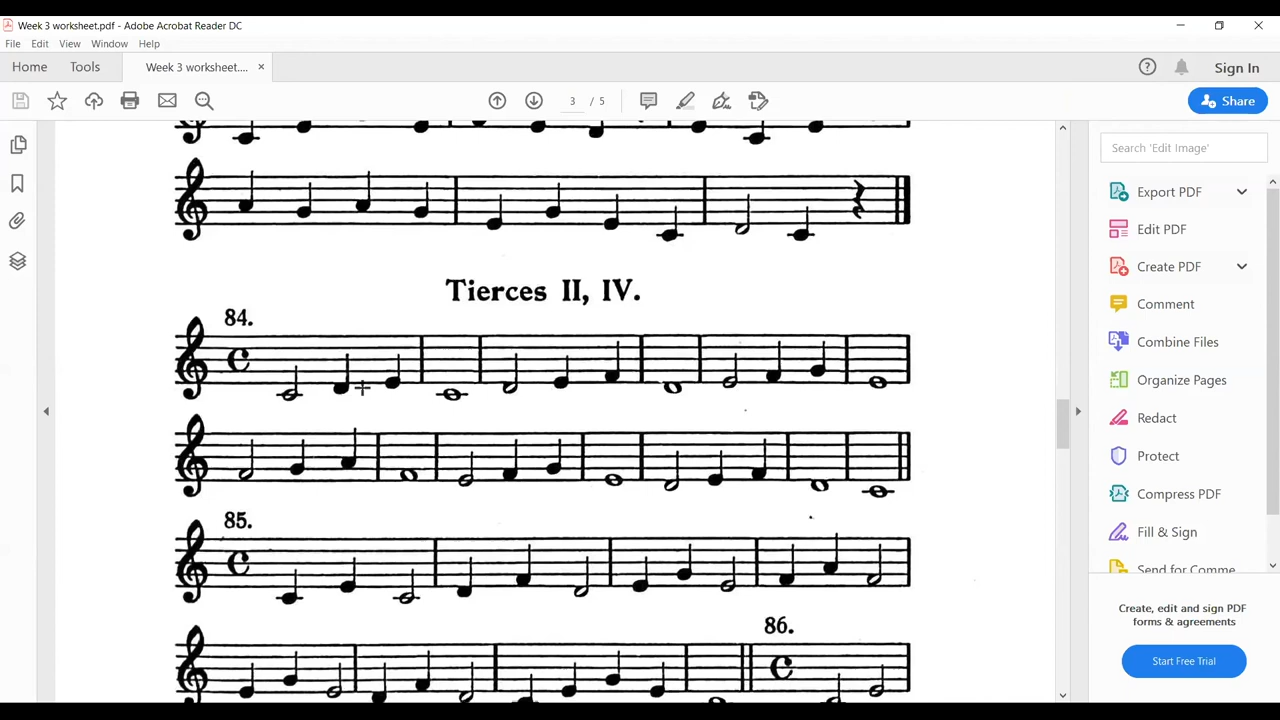 Week 3 worksheet.pdf - Adobe Acrobat Reader DC
File Edit View Window Help
Home Tools Week 3 worksheet.... Sign In
3 / 5 Share
Search 'Edit Image'
Export PDF
Edit PDF
Create PDF
Comment
Combine Files
Organize Pages
Redact
Protect
Compress PDF
Fill & Sign
Send for Comme
Create, edit and sign PDF
forms & agreements
Start Free Trial
Tierces II, IV.
84.
85.
86.